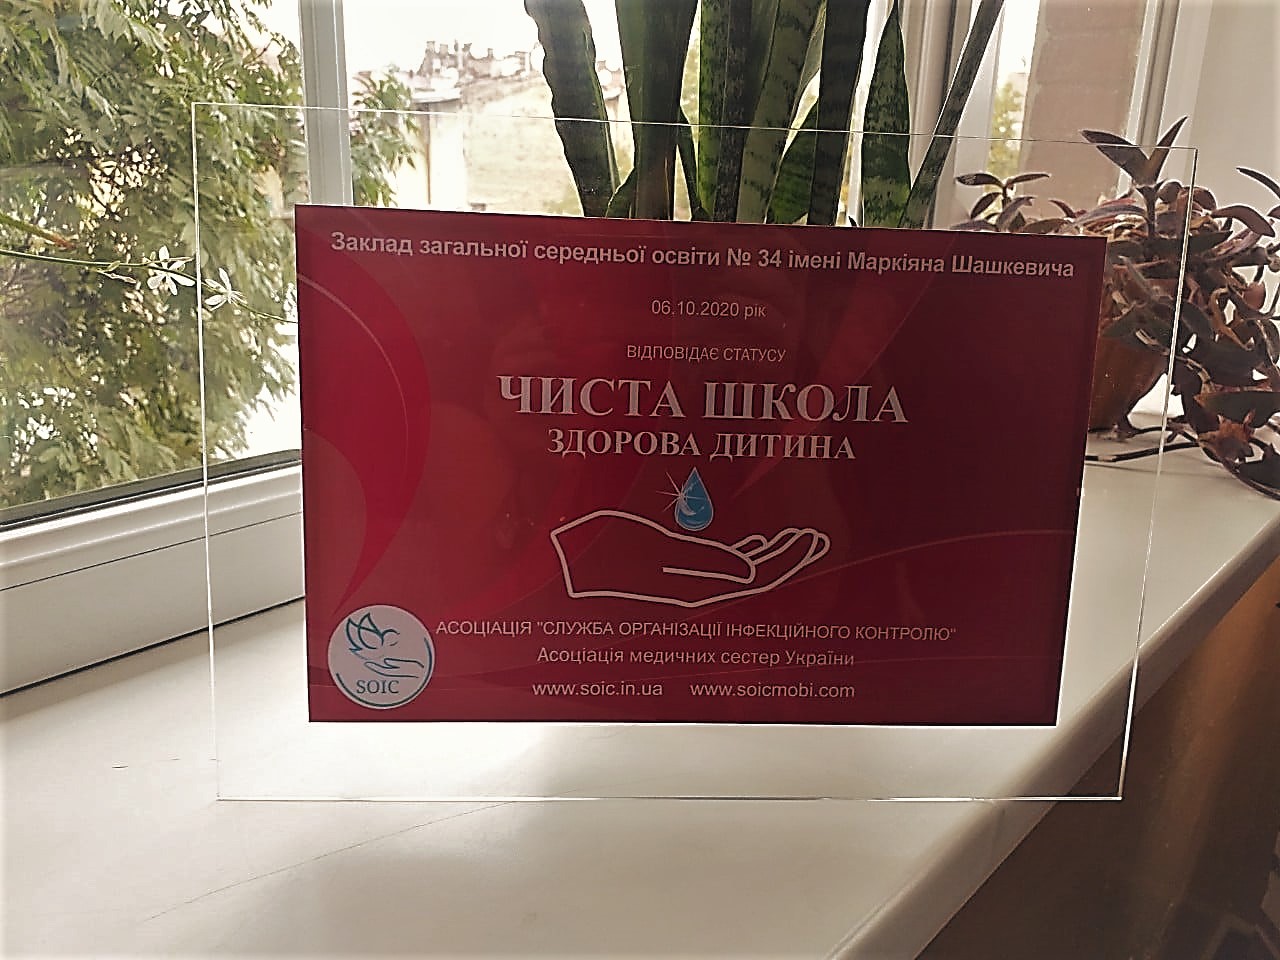 Заклад загальної середньої освіти № 34 імені Маркіяна Шашкевича
06.10.2020 рік
ВІДПОВІДАЄ СТАТУСУ
ЧИСТА ШКОЛА
ЗДОРОВА ДИТИНА
АСОЦІАЦІЯ "СЛУЖБА ОРГАНІЗАЦІЇ ІНФЕКЦІЙНОГО КОНТРОЛЮ"
Асоціація медичних сестер України
SOIC
www.soic.in.ua www.soicmobi.com